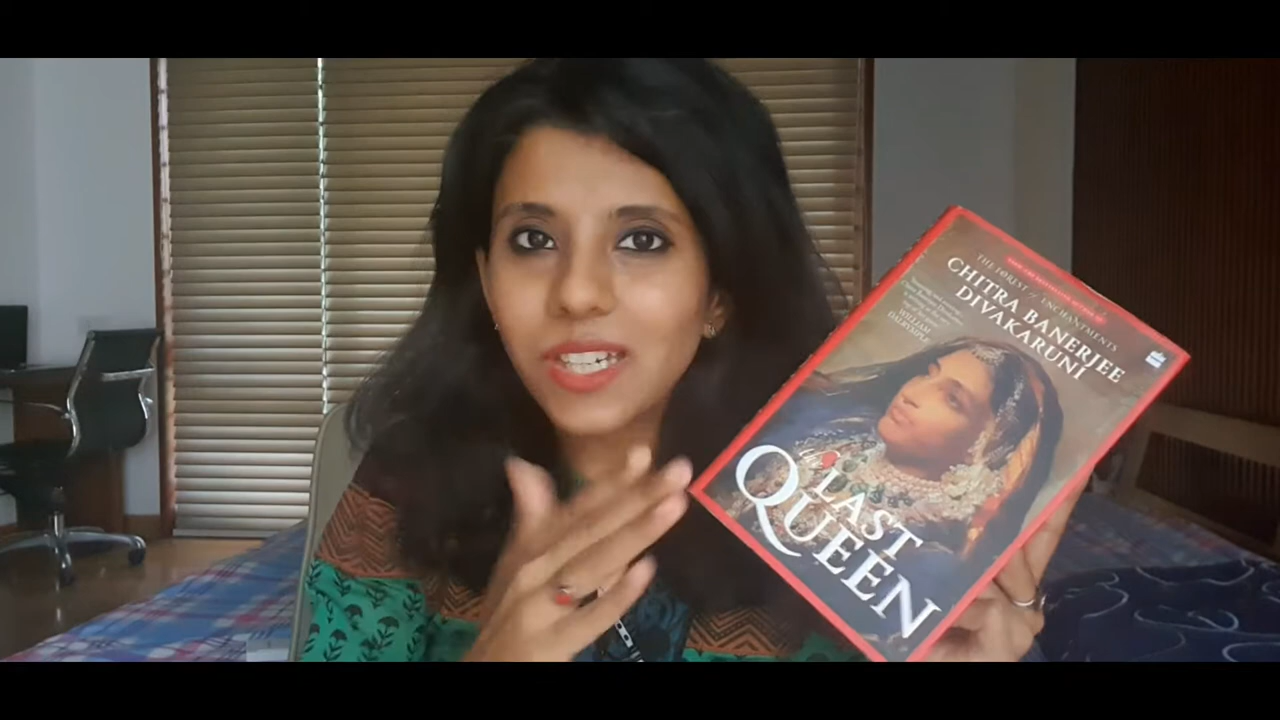 THE FOREST of ENCHANTMENTS
CHITRA BANERJEE
DIVAKARUNI
WILLIAM
DALRYMPLE
LAST
QUEEN